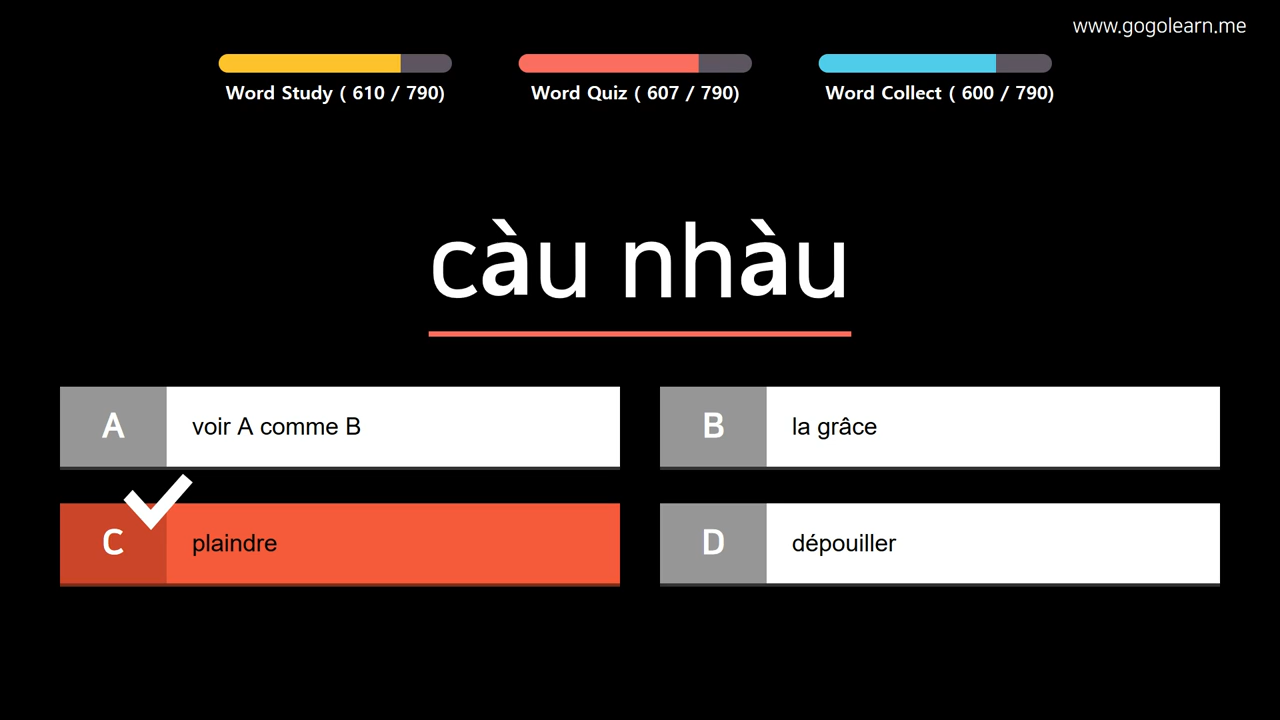 www.gogolearn.me
Word Study ( 610 / 790)
Word Quiz ( 607 / 790)
Word Collect ( 600 / 790)
càu nhàu
A voir A comme B
B la grâce
C plaindre
D dépouiller